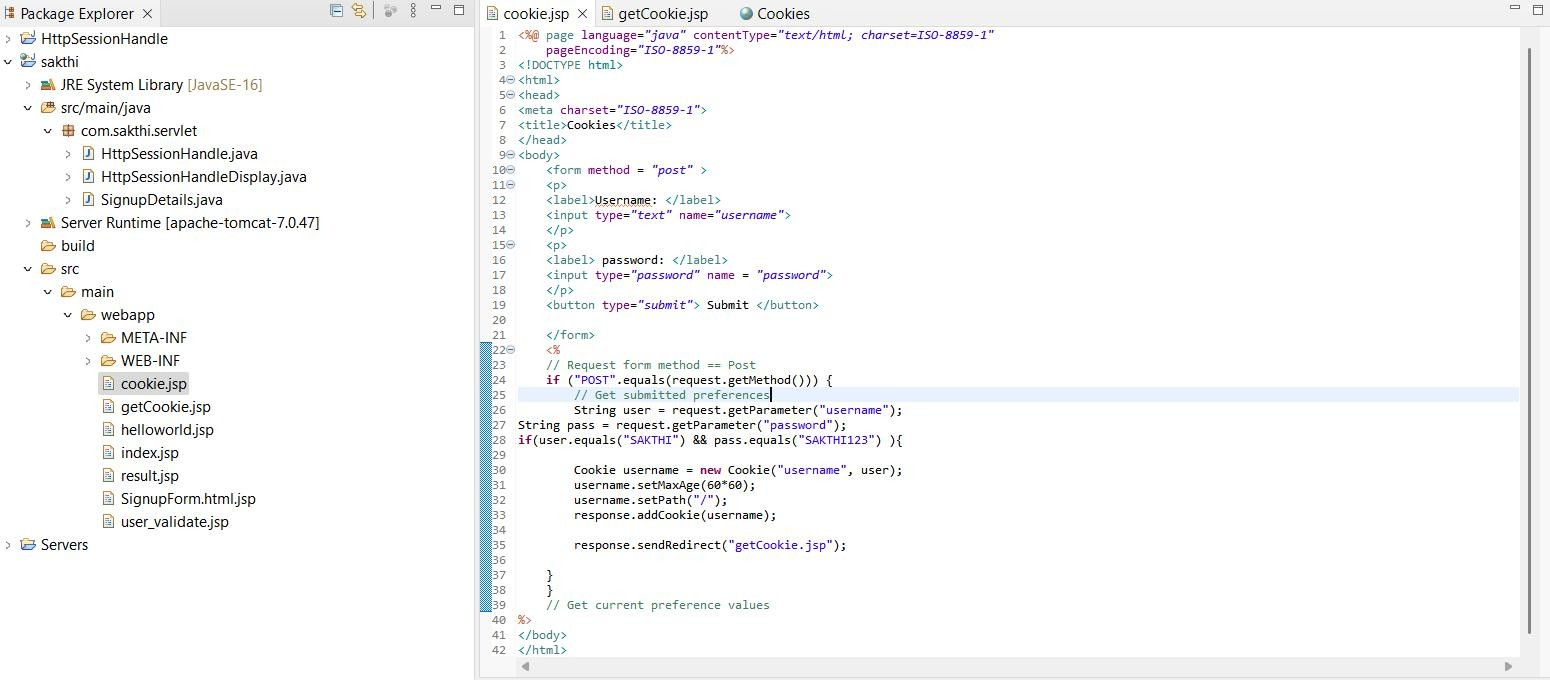 Package Explorer
HttpSessionHandle
sakthi
JRE System Library [JavaSE-16]
src/main/java
com.sakthi.servlet
HttpSessionHandle.java
HttpSessionHandleDisplay.java
SignupDetails.java
Server Runtime [apache-tomcat-7.0.47]
build
src
main
webapp
META-INF
WEB-INF
cookie.jsp
getCookie.jsp
helloworld.jsp
index.jsp
result.jsp
SignupForm.html.jsp
user_validate.jsp
Servers
cookie.jsp getCookie.jsp Cookies
1 <%@ page language="java" contentType="text/html; charset=ISO-8859-1"
2     pageEncoding="ISO-8859-1"%>
3 <!DOCTYPE html>
4 <html>
5 <head>
6 <meta charset="ISO-8859-1">
7 <title>Cookies</title>
8 </head>
9 <body>
10     <form method = "post" >
11     <p>
12     <label>Username: </label>
13     <input type="text" name="username">
14     </p>
15     <p>
16     <label> password: </label>
17     <input type="password" name = "password">
18     </p>
19     <button type="submit"> Submit </button>
20
21     </form>
22     <%
23     // Request form method == Post
24     if ("POST".equals(request.getMethod())) {
25         // Get submitted preferences
26         String user = request.getParameter("username");
27 String pass = request.getParameter("password");
28 if(user.equals("SAKTHI") && pass.equals("SAKTHI123") ){
29
30         Cookie username = new Cookie("username", user);
31         username.setMaxAge(60*60);
32         username.setPath("/");
33         response.addCookie(username);
34
35         response.sendRedirect("getCookie.jsp");
36
37     }
38     }
39     // Get current preference values
40 %>
41 </body>
42 </html>